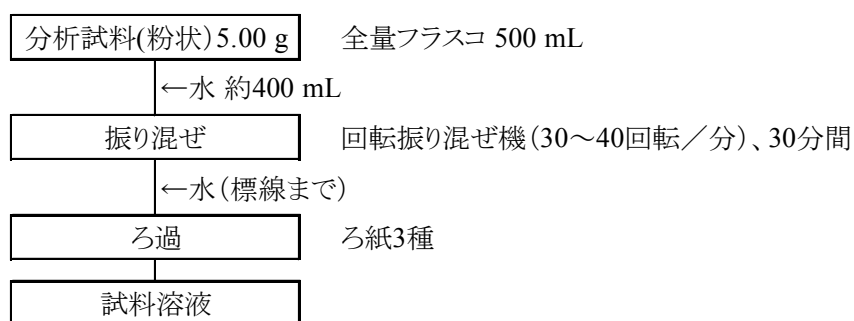 分析試料(粉状)5.00 g 全量フラスコ 500 mL
←水 約400 mL
振り混ぜ 回転振り混ぜ機(30～40回転／分)、30分間
←水(標線まで)
ろ過 ろ紙3種
試料溶液